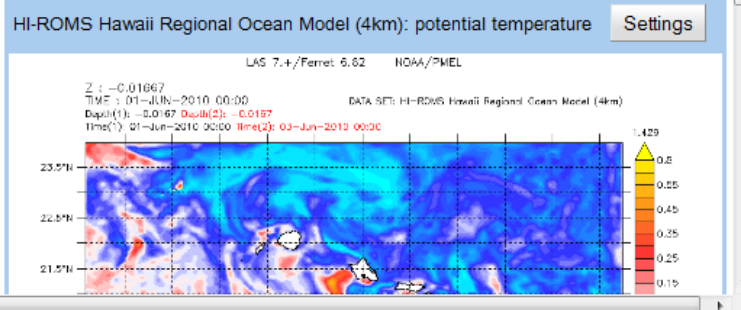 HI-ROMS Hawaii Regional Ocean Model (4km): potential temperature
Settings
LAS 7.+/Ferret 6.82 NOAA/PMEL
Z : -0.01667
TIME : 01-JUN-2010 00:00 DATA SET: HI-ROMS Hawaii Regional Ocean Model (4km)
Depth(1): -0.0167 Depth(2): -0.0167
Time(1): 01-Jun-2010 00:00 Time(2): 03-Jun-2010 00:00
1.429
23.5°N
0.6
0.55
22.5°N
0.45
0.35
21.5°N
0.25
0.15